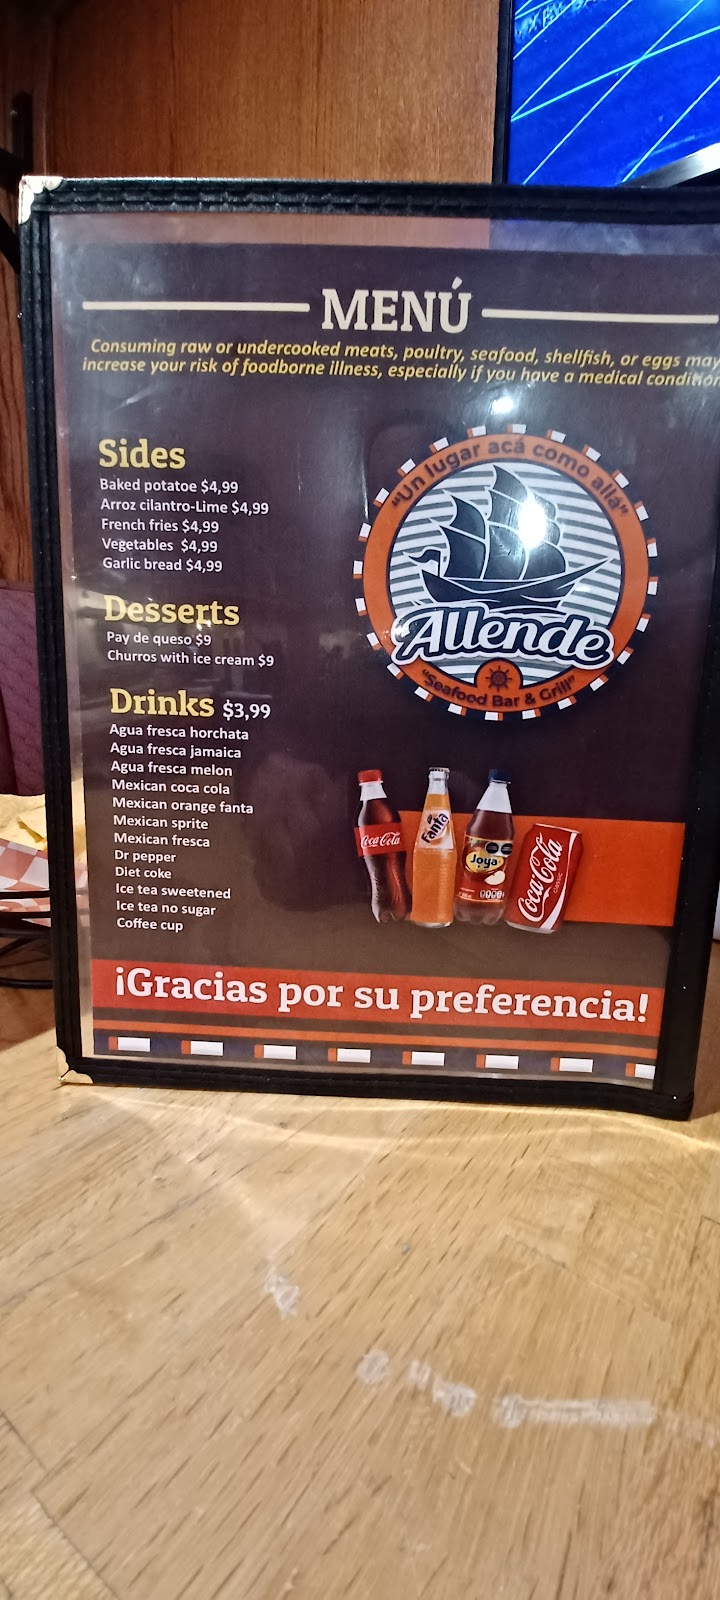 MENÚ
Consuming raw or undercooked meats, poultry, seafood, shellfish, or eggs may
increase your risk of foodborne illness, especially if you have a medical condition
Sides
Baked potatoe $4,99
Arroz cilantro-Lime $4,99
French fries $4,99
Vegetables $4,99
Garlic bread $4,99
Desserts
Pay de queso $9
Churros with ice cream $9
Drinks $3,99
Agua fresca horchata
Agua fresca jamaica
Agua fresca melon
Mexican coca cola
Mexican orange fanta
Mexican sprite
Mexican fresca
Dr pepper
Diet coke
Ice tea sweetened
Ice tea no sugar
Coffee cup
"Un lugar acá como allá"
Allende
"Seafood Bar & Grill"
Coca-Cola
Fanta
Joya
Coca-Cola
classic
¡Gracias por su preferencia!